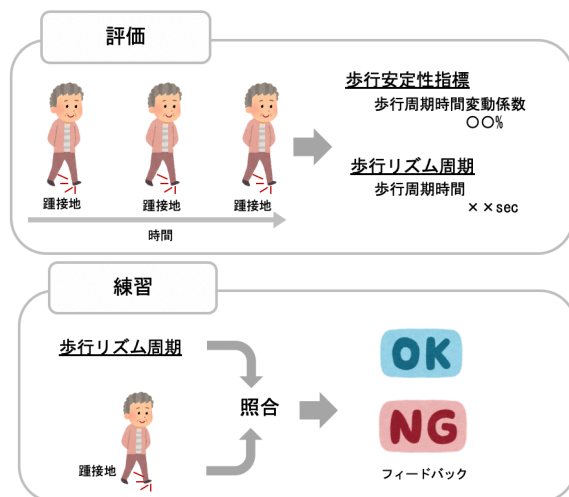 評価
歩行安定性指標
歩行周期時間変動係数
〇〇%
歩行リズム周期
歩行周期時間
××sec
踵接地
踵接地
踵接地
時間
練習
歩行リズム周期
照合
踵接地
OK
NG
フィードバック